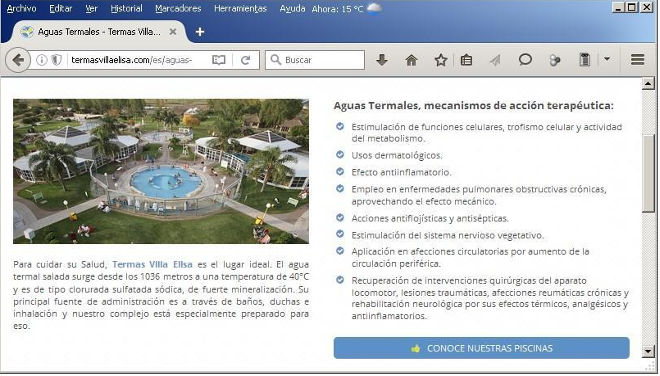 Archivo Editar Ver Historial Marcadores Herramientas Ayuda Ahora: 15 °C
Aguas Termales - Termas Villa...
termasvillaelisa.com/es/aguas-
Buscar
Para cuidar su Salud, Termas Villa Elisa es el lugar ideal. El agua
termal salada surge desde los 1036 metros a una temperatura de 40°C
y es de tipo clorurada sulfatada sódica, de fuerte mineralización. Su
principal fuente de administración es a través de baños, duchas e
inhalación y nuestro complejo está especialmente preparado para
eso.
Aguas Termales, mecanismos de acción terapéutica:
Estimulación de funciones celulares, trofismo celular y actividad
del metabolismo.
Usos dermatológicos.
Efecto antiinflamatorio.
Empleo en enfermedades pulmonares obstructivas crónicas,
aprovechando el efecto mecánico.
Acciones antiflojísticas y antisépticas.
Estimulación del sistema nervioso vegetativo.
Aplicación en afecciones circulatorias por aumento de la
circulación periférica.
Recuperación de intervenciones quirúrgicas del aparato
locomotor, lesiones traumáticas, afecciones reumáticas crónicas y
rehabilitación neurológica por sus efectos térmicos, analgésicos y
antiinflamatorios.
CONOCE NUESTRAS PISCINAS